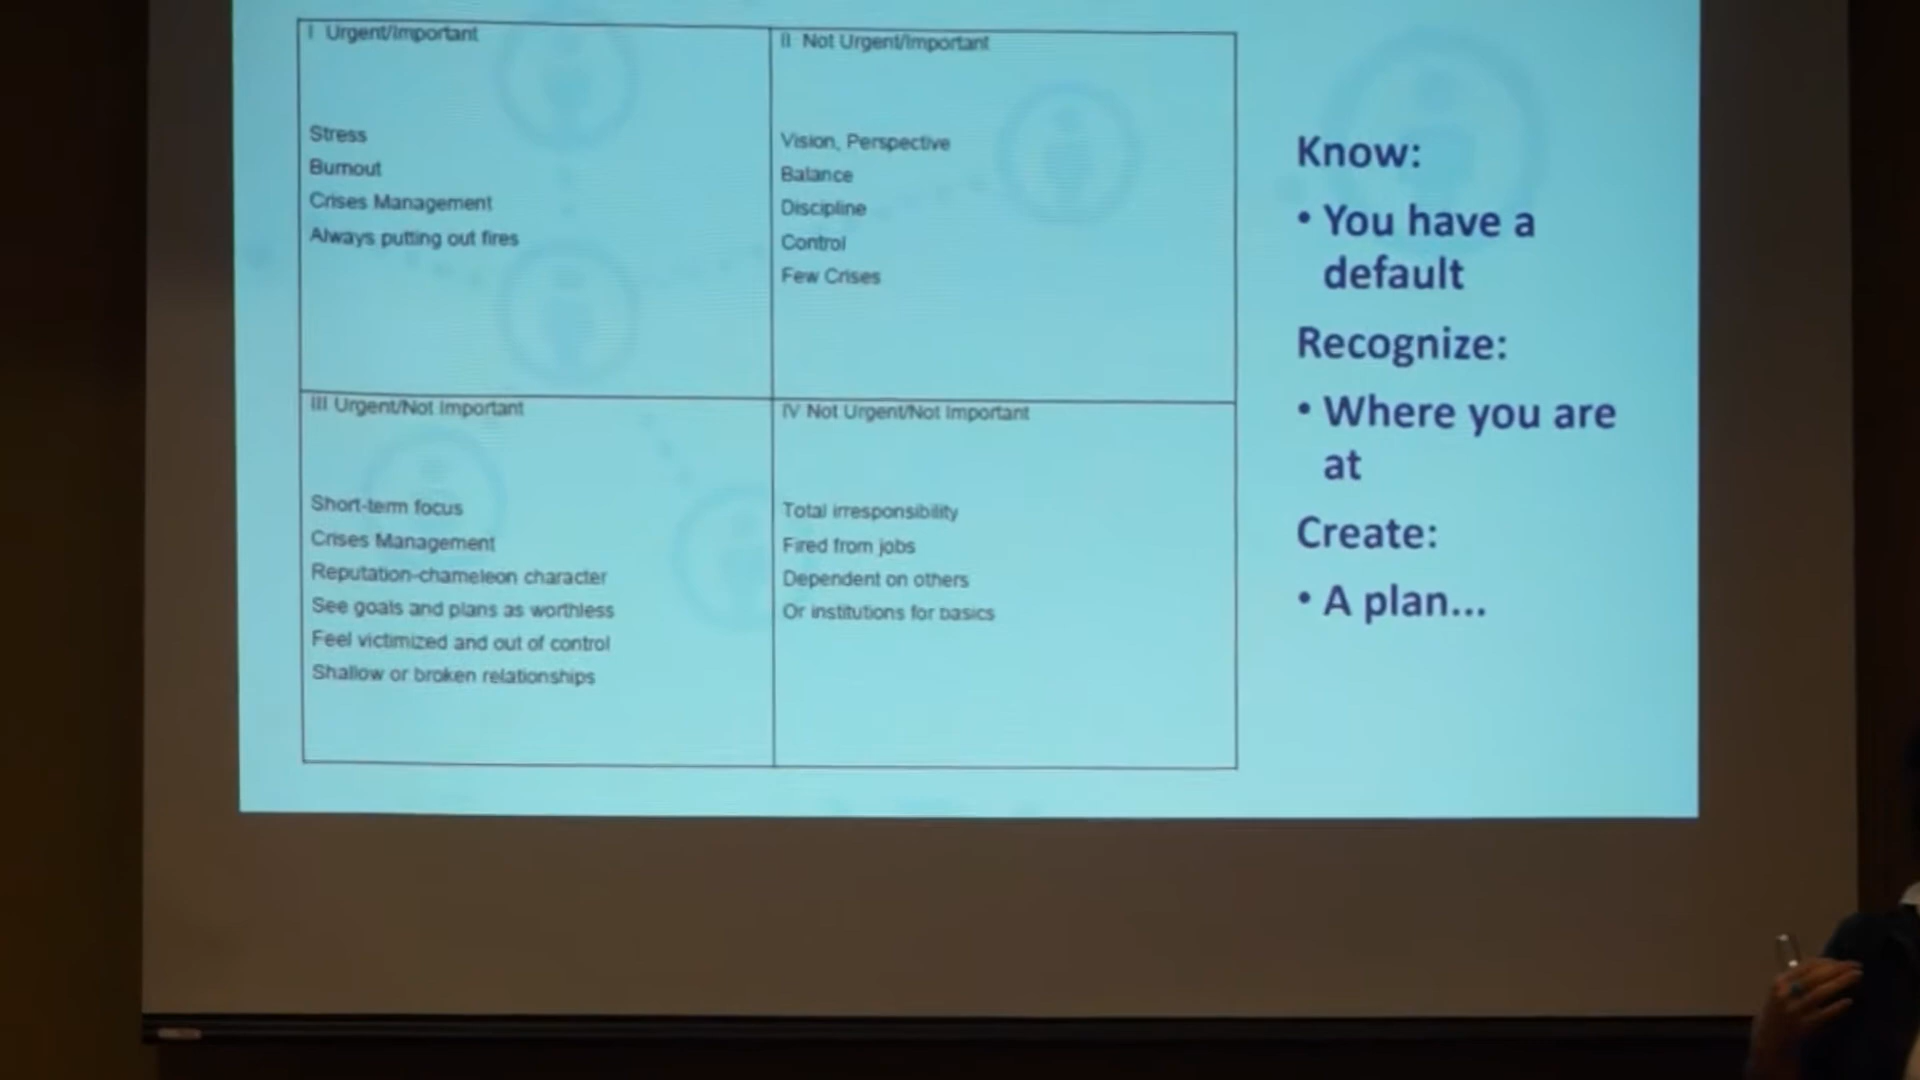 I Urgent/Important
Stress
Burnout
Crises Management
Always putting out fires
II Not Urgent/Important
Vision, Perspective
Balance
Discipline
Control
Few Crises
III Urgent/Not Important
Short-term focus
Crises Management
Reputation-chameleon character
See goals and plans as worthless
Feel victimized and out of control
Shallow or broken relationships
IV Not Urgent/Not Important
Total irresponsibility
Fired from jobs
Dependent on others
Or institutions for basics
Know:
• You have a
default
Recognize:
• Where you are
at
Create:
• A plan...